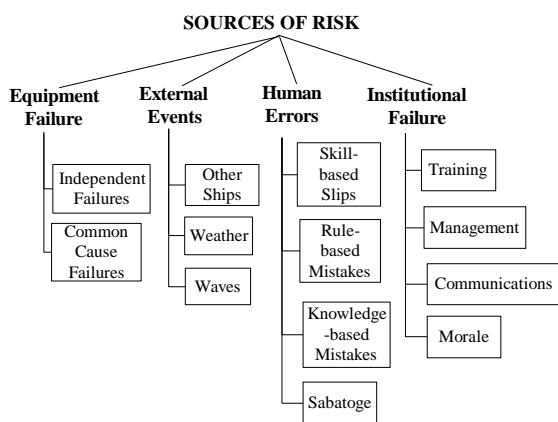 SOURCES OF RISK
Equipment
Failure
Independent
Failures
Common
Cause
Failures
External
Events
Other
Ships
Weather
Waves
Human
Errors
Skill-
based
Slips
Rule-
based
Mistakes
Knowledge
-based
Mistakes
Sabatoge
Institutional
Failure
Training
Management
Communications
Morale